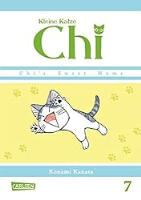 Kleine Katze
Chi
Chi's Sweet Home
Konami Kanata
CARLSEN
7